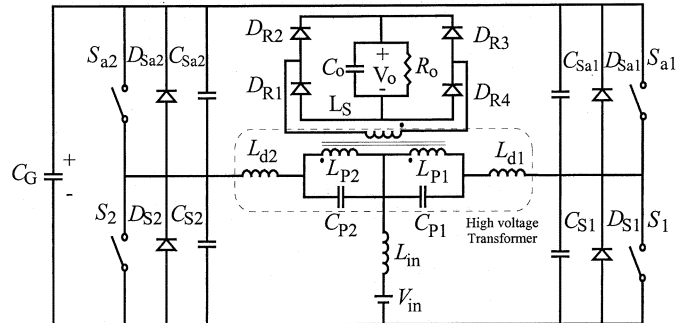 D_R2
D_R3
S_a2 D_Sa2 C_Sa2
C_o + V_o - R_o
C_Sa1 D_Sa1 S_a1
D_R1
D_R4
L_S
L_d2
L_d1
C_G + -
L_P2 L_P1
S_2 D_S2 C_S2
C_P2 C_P1
High voltage
Transformer
C_S1 D_S1 S_1
L_in
V_in